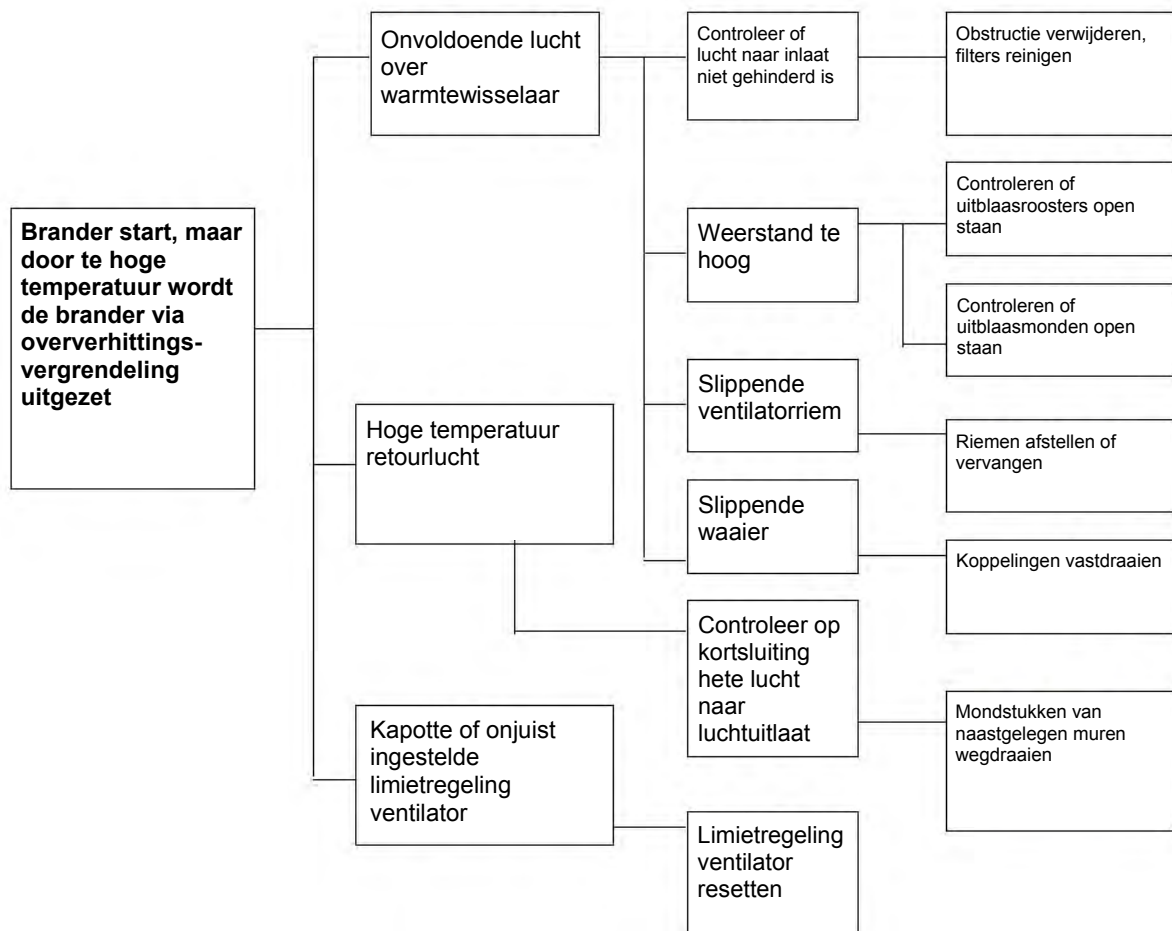 Brander start, maar
door te hoge
temperatuur wordt
de brander via
oververhittings-
vergrendeling
uitgezet
Onvoldoende lucht
over
warmtewisselaar
Controleer of
lucht naar inlaat
niet gehinderd is
Obstructie verwijderen,
filters reinigen
Weerstand te
hoog
Controleren of
uitblaasroosters open
staan
Controleren of
uitblaasmonden open
staan
Slippende
ventilatorriem
Riemen afstellen of
vervangen
Slippende
waaier
Koppelingen vastdraaien
Hoge temperatuur
retourlucht
Controleer op
kortsluiting
hete lucht
naar
luchtuitlaat
Mondstukken van
naastgelegen muren
wegdraaien
Kapotte of onjuist
ingestelde
limietregeling
ventilator
Limietregeling
ventilator
resetten